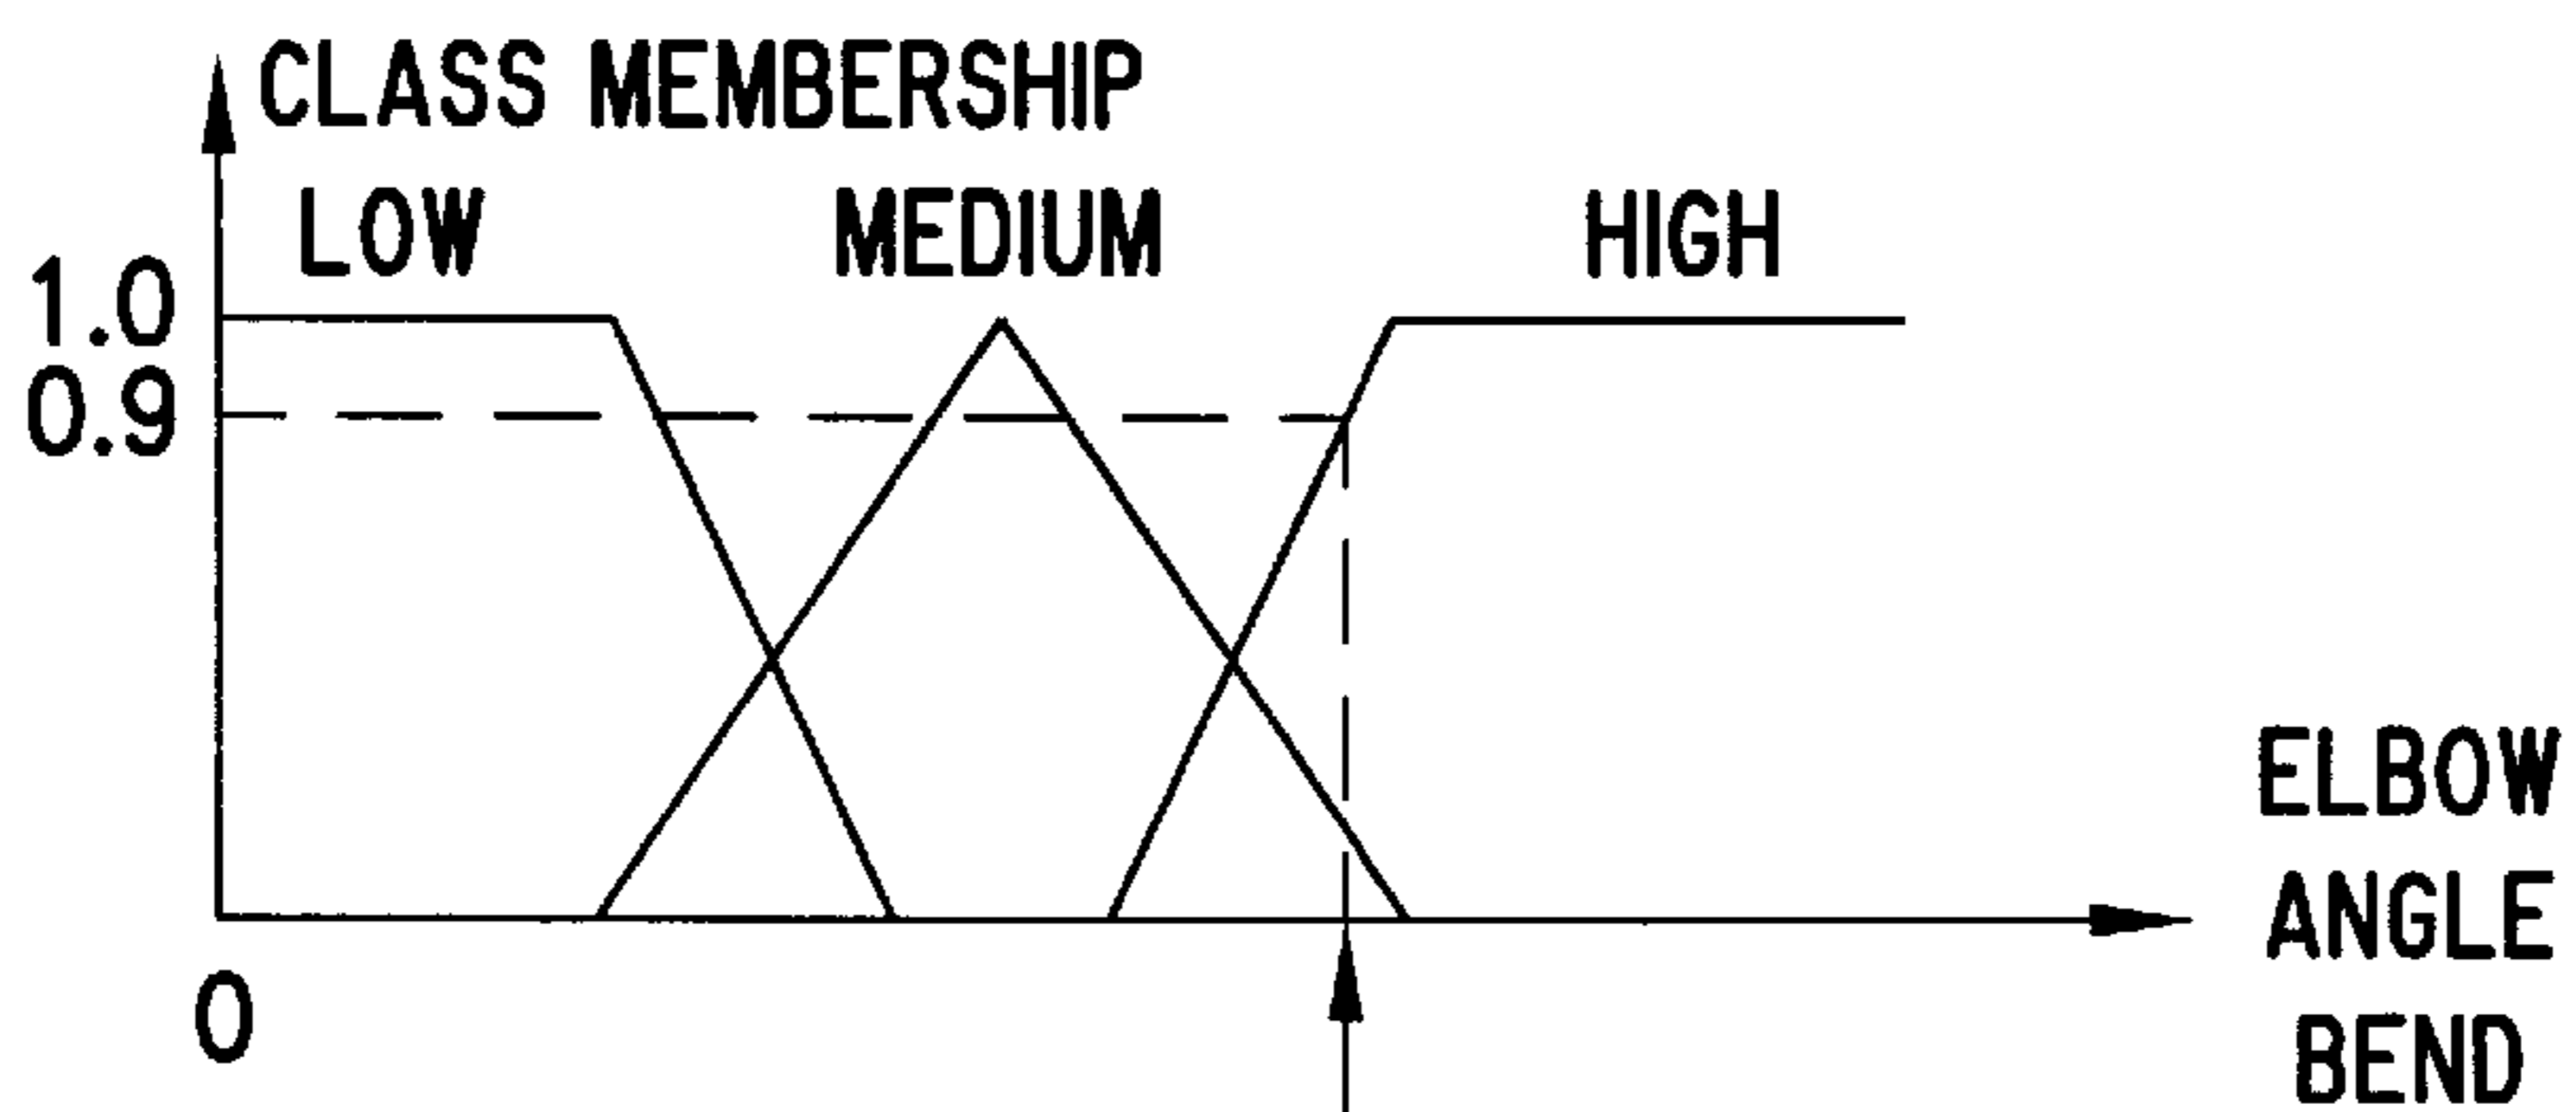 CLASS MEMBERSHIP
LOW MEDIUM HIGH
1.0
0.9
ELBOW
ANGLE
BEND
0